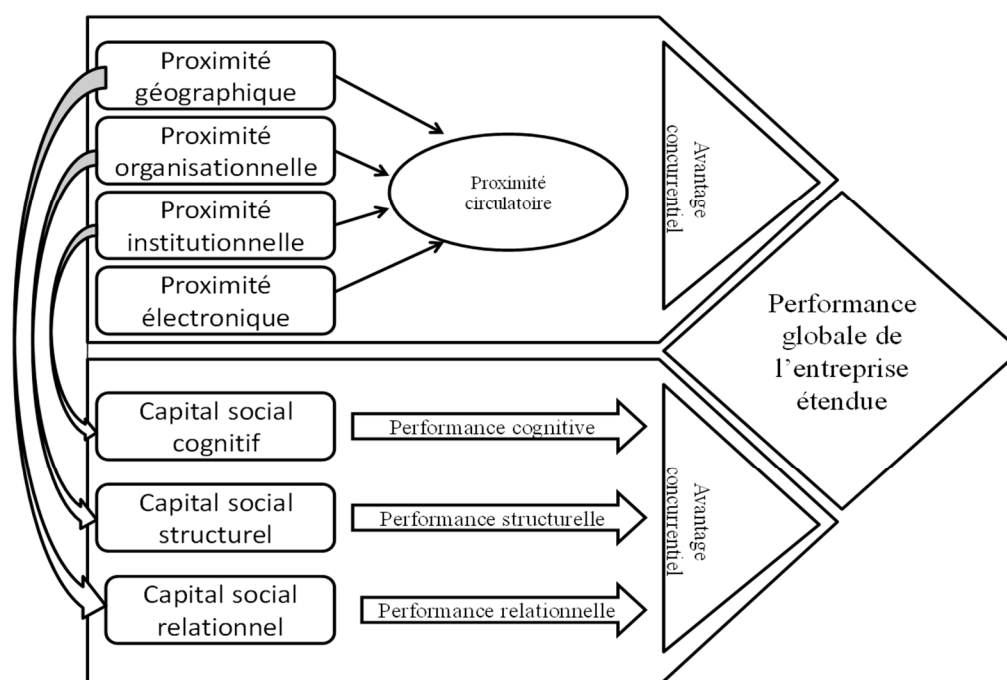 Proximité
géographique
Proximité
organisationnelle
Proximité
institutionnelle
Proximité
électronique
Proximité
circulatoire
Avantage
concurrentiel
Capital social
cognitif
Capital social
structurel
Capital social
relationnel
Performance cognitive
Performance structurelle
Performance relationnelle
Avantage
concurrentiel
Performance
globale de
l’entreprise
étendue